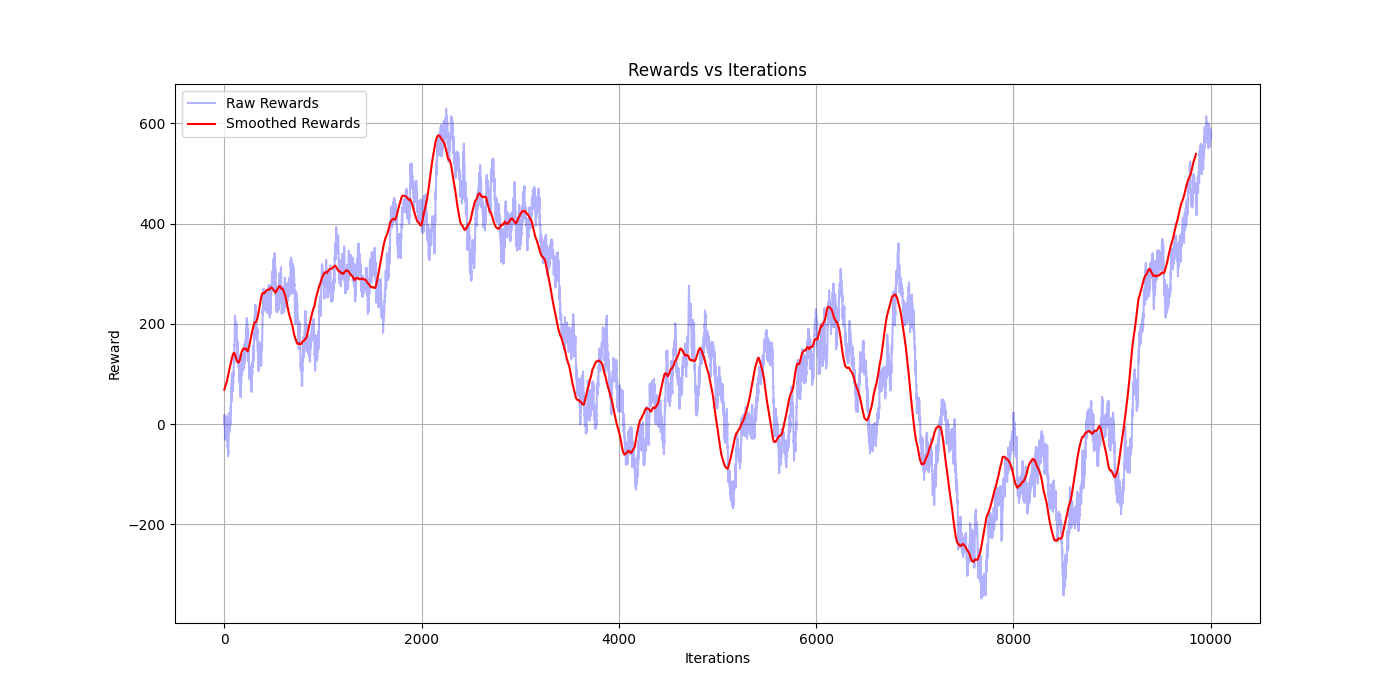 Rewards vs Iterations
Raw Rewards
Smoothed Rewards
600
400
200
0
−200
Reward
0 2000 4000 6000 8000 10000
Iterations